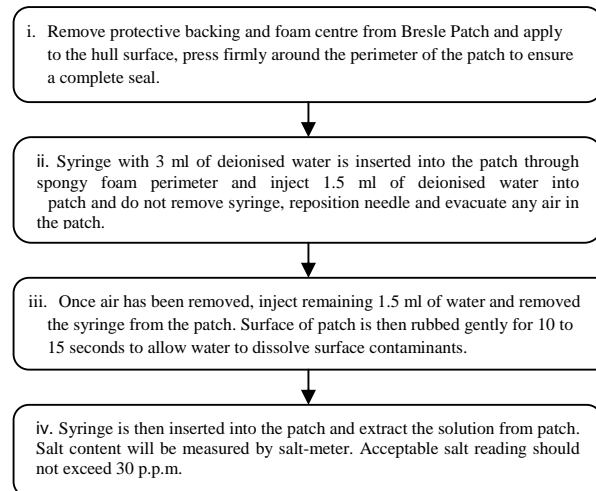 i. Remove protective backing and foam centre from Bresle Patch and apply
to the hull surface, press firmly around the perimeter of the patch to ensure
a complete seal.
ii. Syringe with 3 ml of deionised water is inserted into the patch through
spongy foam perimeter and inject 1.5 ml of deionised water into
patch and do not remove syringe, reposition needle and evacuate any air in
the patch.
iii. Once air has been removed, inject remaining 1.5 ml of water and removed
the syringe from the patch. Surface of patch is then rubbed gently for 10 to
15 seconds to allow water to dissolve surface contaminants.
iv. Syringe is then inserted into the patch and extract the solution from patch.
Salt content will be measured by salt-meter. Acceptable salt reading should
not exceed 30 p.p.m.